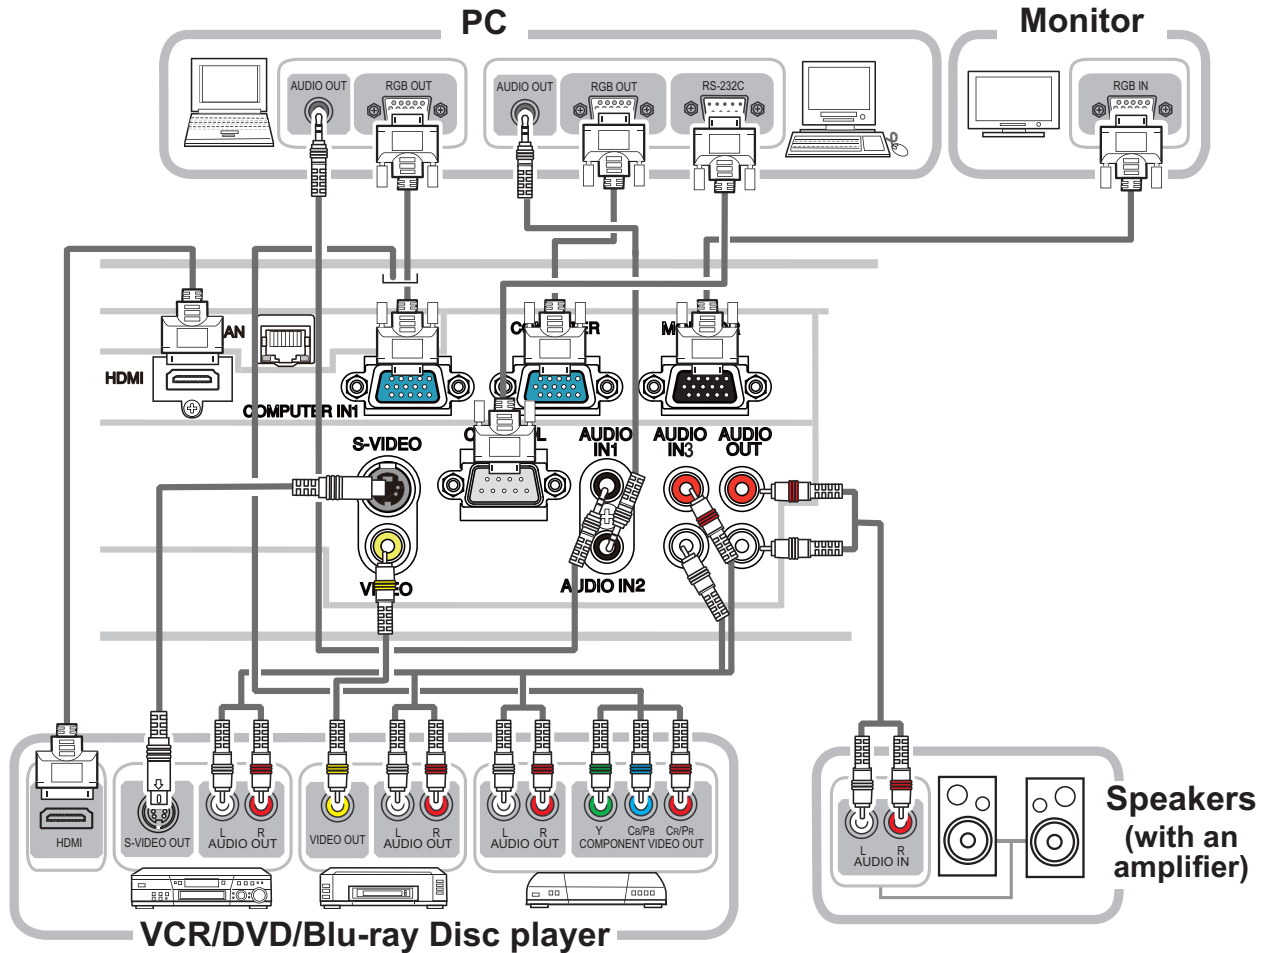 PC
Monitor
AUDIO OUT
RGB OUT
AUDIO OUT
RGB OUT
RS-232C
RGB IN
AN
HDMI
COMPUTER IN1
S-VIDEO
AUDIO
IN1
AUDIO
IN3
AUDIO
OUT
AUDIO IN2
HDMI
S-VIDEO OUT
L R
AUDIO OUT
VIDEO OUT
L R
AUDIO OUT
L R
AUDIO OUT
Y CB/PB CR/PR
COMPONENT VIDEO OUT
L R
AUDIO IN
Speakers
(with an
amplifier)
VCR/DVD/Blu-ray Disc player